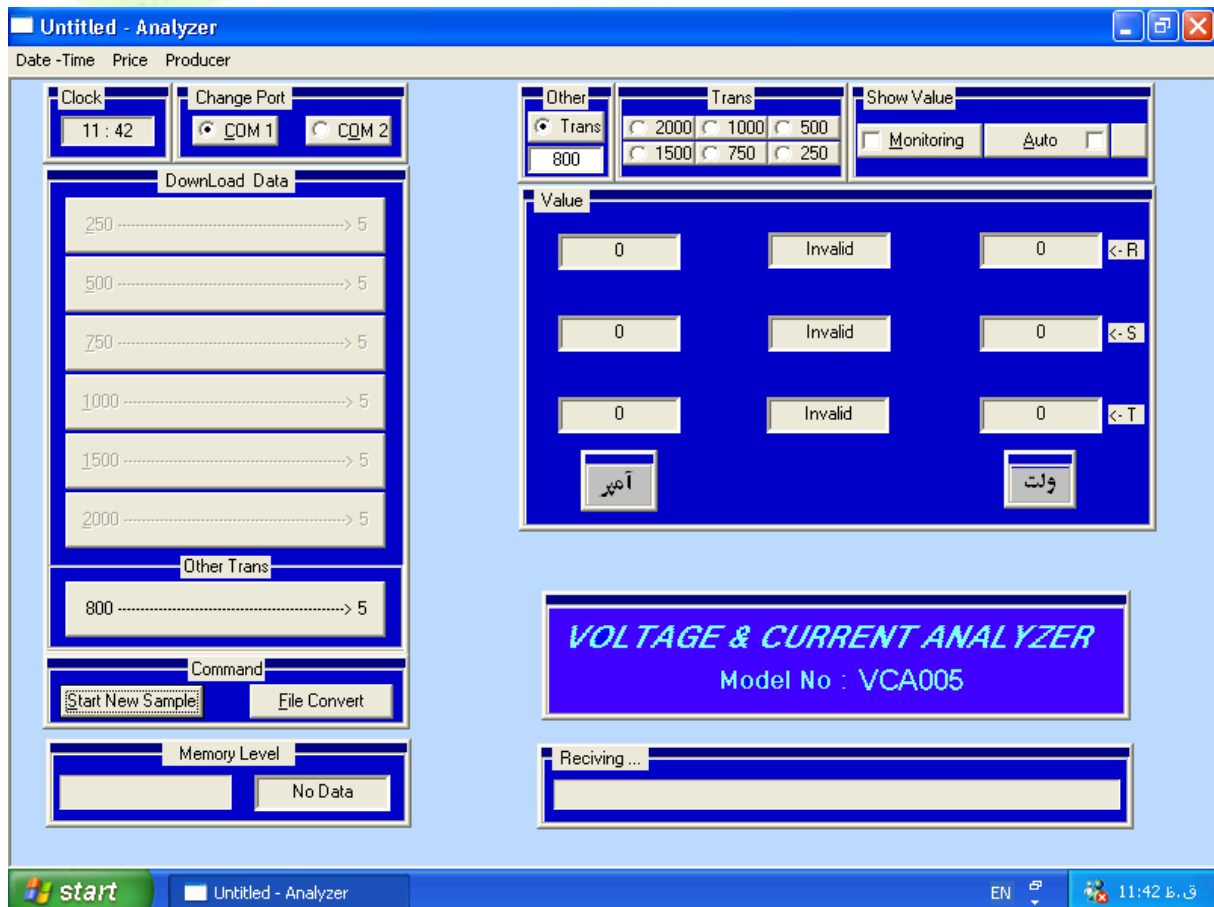 Untitled - Analyzer
Date -Time Price Producer
Clock
11 : 42
Change Port
COM 1 COM 2
Other
Trans
800
Trans
2000 1000 500
1500 750 250
Show Value
Monitoring Auto
DownLoad Data
250 ---------------------------------------------> 5
500 ---------------------------------------------> 5
750 ---------------------------------------------> 5
1000 --------------------------------------------> 5
1500 --------------------------------------------> 5
2000 --------------------------------------------> 5
Other Trans
800 ---------------------------------------------> 5
Command
Start New Sample File Convert
Memory Level
No Data
Value
0 Invalid 0 <- R
0 Invalid 0 <- S
0 Invalid 0 <- T
آمپر ولت
VOLTAGE & CURRENT ANALYZER
Model No : VCA005
Reciving ...
start Untitled - Analyzer EN 11:42 ق.ظ